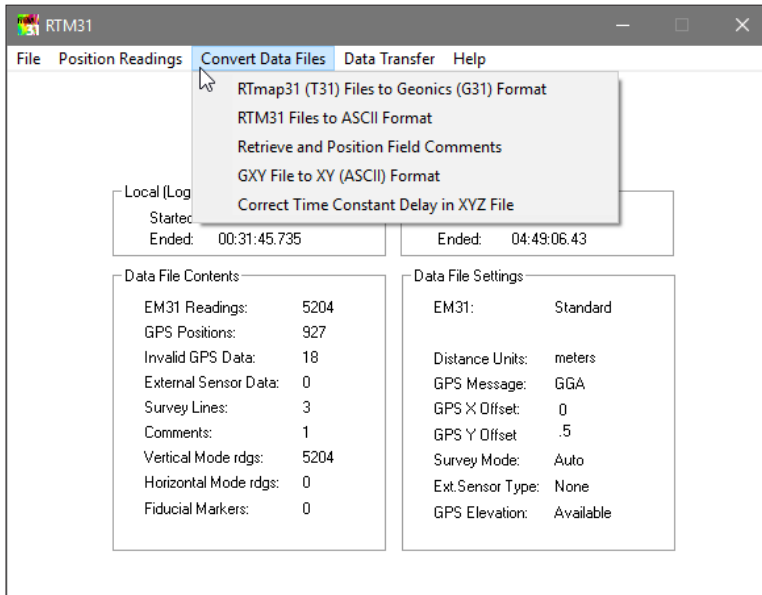 RTM31
File Position Readings Convert Data Files Data Transfer Help
RTmap31 (T31) Files to Geonics (G31) Format
RTM31 Files to ASCII Format
Retrieve and Position Field Comments
GXY File to XY (ASCII) Format
Correct Time Constant Delay in XYZ File
Local (Log
Started
Ended: 00:31:45.735
Ended: 04:49:06.43
Data File Contents
EM31 Readings: 5204
GPS Positions: 927
Invalid GPS Data: 18
External Sensor Data: 0
Survey Lines: 3
Comments: 1
Vertical Mode rdgs: 5204
Horizontal Mode rdgs: 0
Fiducial Markers: 0
Data File Settings
EM31: Standard
Distance Units: meters
GPS Message: GGA
GPS X Offset: 0
GPS Y Offset .5
Survey Mode: Auto
Ext.Sensor Type: None
GPS Elevation: Available